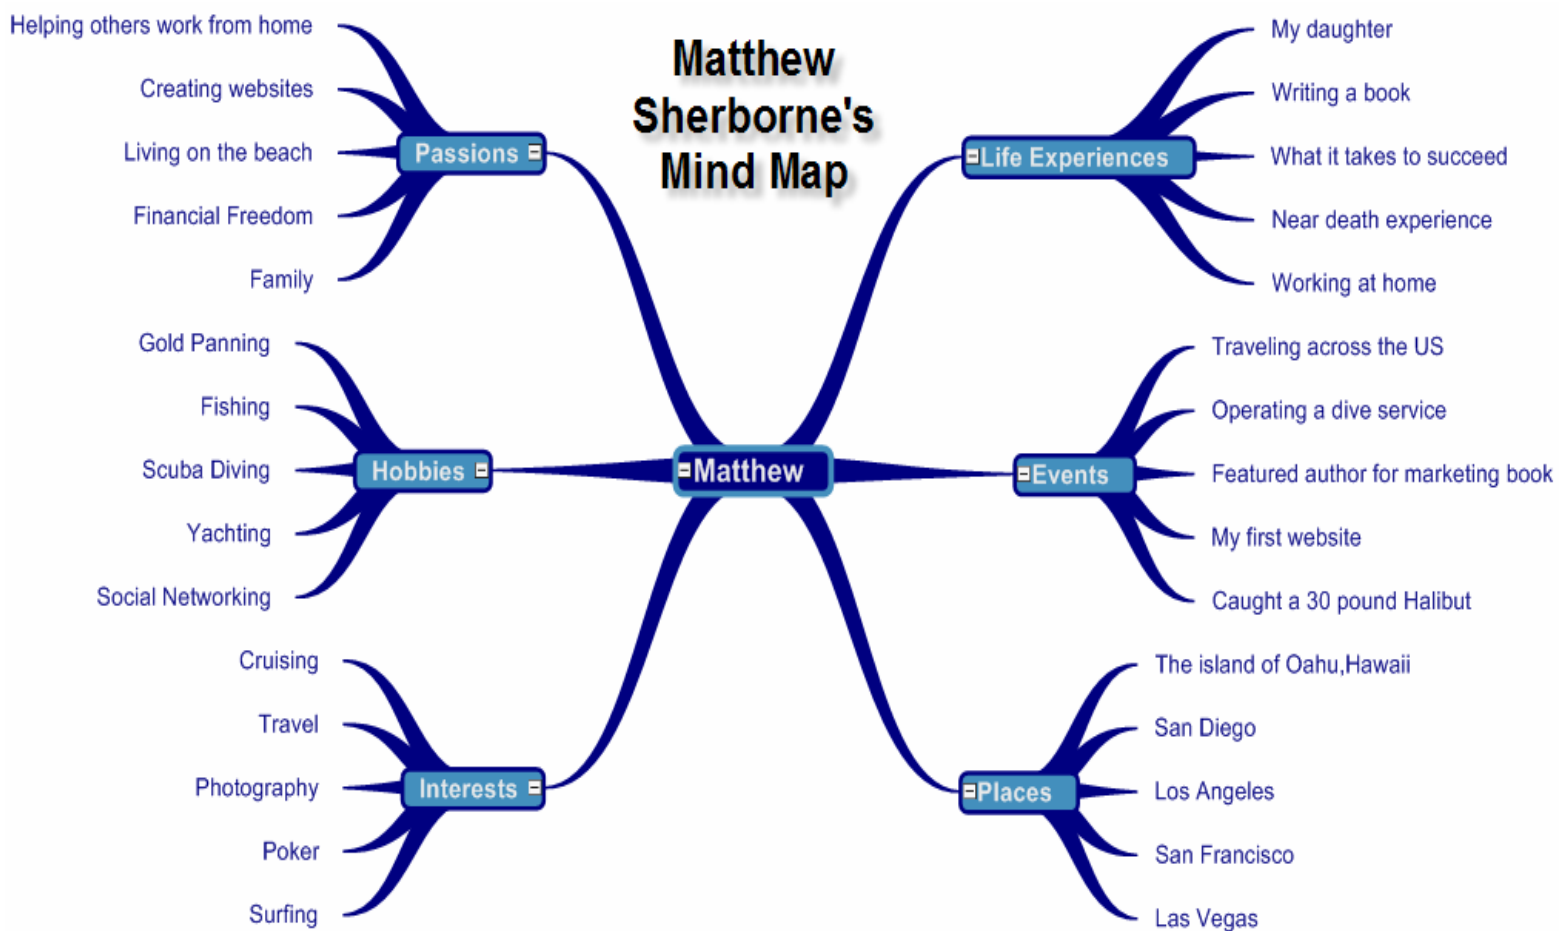 Matthew
Sherborne's
Mind Map
Matthew
Passions
Helping others work from home
Creating websites
Living on the beach
Financial Freedom
Family
Hobbies
Gold Panning
Fishing
Scuba Diving
Yachting
Social Networking
Interests
Cruising
Travel
Photography
Poker
Surfing
Life Experiences
My daughter
Writing a book
What it takes to succeed
Near death experience
Working at home
Events
Traveling across the US
Operating a dive service
Featured author for marketing book
My first website
Caught a 30 pound Halibut
Places
The island of Oahu,Hawaii
San Diego
Los Angeles
San Francisco
Las Vegas